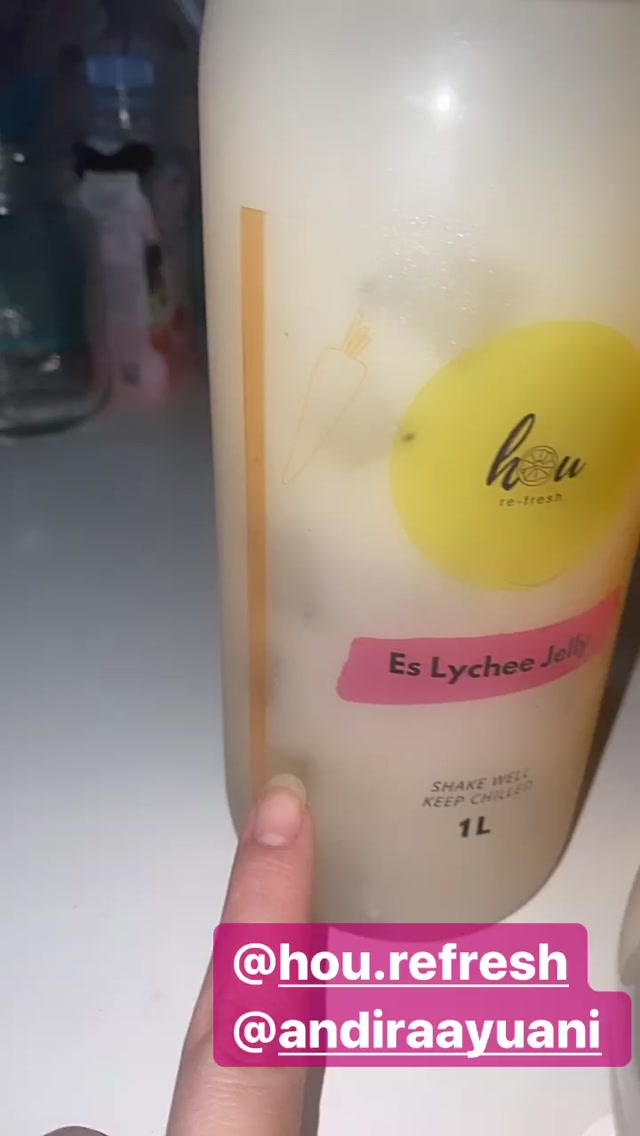 hou
re-fresh
Es Lychee Jelly
SHAKE WELL
KEEP CHILLED
1L
@hou.refresh
@andiraayuani